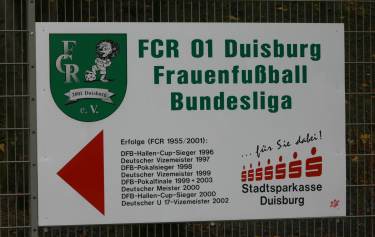 FCR 01 Duisburg
Frauenfußball
Bundesliga
F
C
R
2001 Duisburg
e. V.
Erfolge (FCR 1955/2001):
DFB-Hallen-Cup-Sieger 1996
Deutscher Vizemeister 1997
DFB-Pokalsieger 1998
Deutscher Vizemeister 1999
DFB-Pokalfinale 1999 + 2003
Deutscher Meister 2000
DFB-Hallen-Cup-Sieger 2000
Deutscher U 17-Vizemeister 2002
... für Sie dabei!
Stadtsparkasse
Duisburg